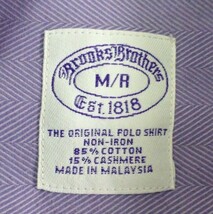 Brooks Brothers
M/R
Est. 1818
THE ORIGINAL POLO SHIRT
NON-IRON
85% COTTON
15% CASHMERE
MADE IN MALAYSIA